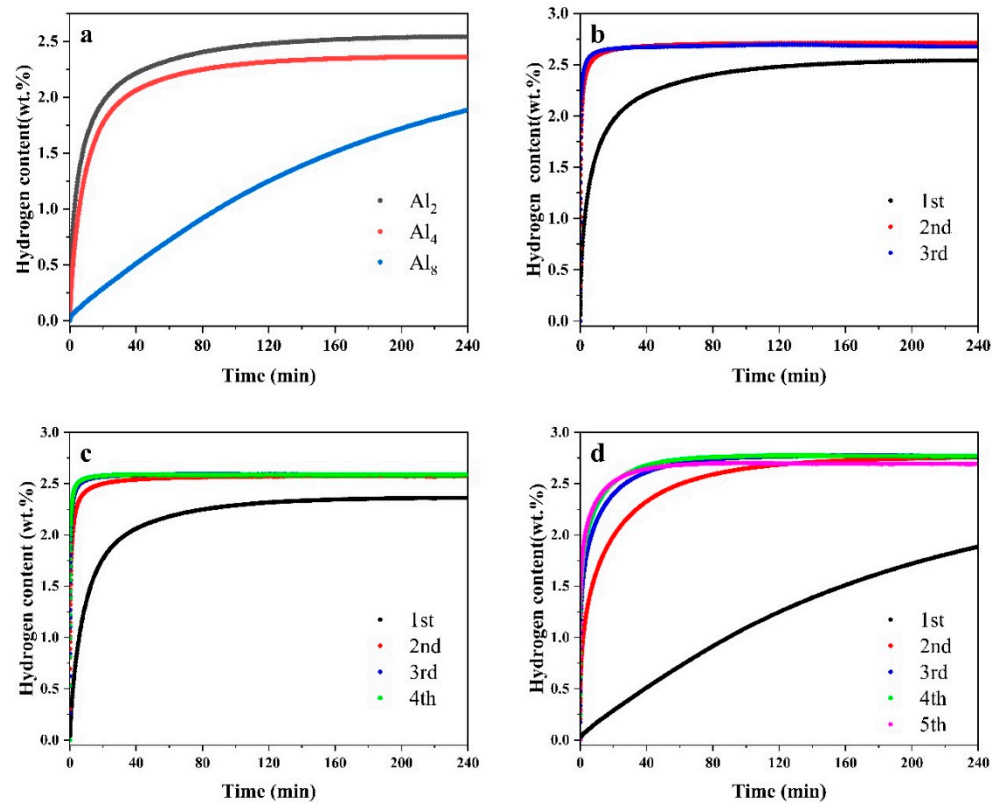 a
2.5
2.0
1.5
1.0
0.5
0.0
Hydrogen content(wt.%)
Al₂
Al₄
Al₈
0 40 80 120 160 200 240
Time (min)
b
3.0
2.5
2.0
1.5
1.0
0.5
0.0
Hydrogen content(wt.%)
1st
2nd
3rd
0 40 80 120 160 200 240
Time (min)
c
3.0
2.5
2.0
1.5
1.0
0.5
0.0
Hydrogen content (wt.%)
1st
2nd
3rd
4th
0 40 80 120 160 200 240
Time (min)
d
3.0
2.5
2.0
1.5
1.0
0.5
0.0
Hydrogen content(wt.%)
1st
2nd
3rd
4th
5th
0 40 80 120 160 200 240
Time (min)